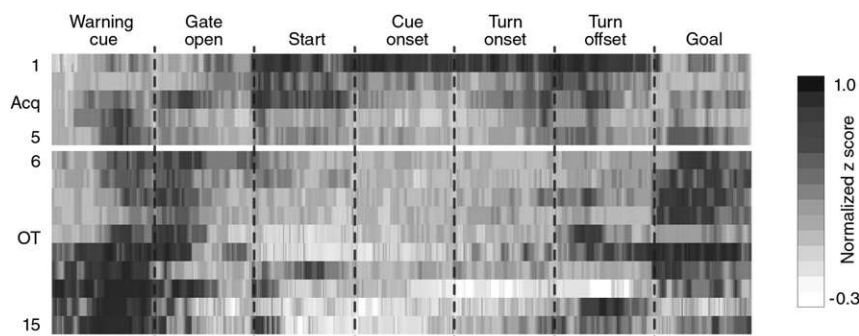 Warning cue
Gate open
Start
Cue onset
Turn onset
Turn offset
Goal
1
Acq
5
6
OT
15
1.0
Normalized z score
-0.3